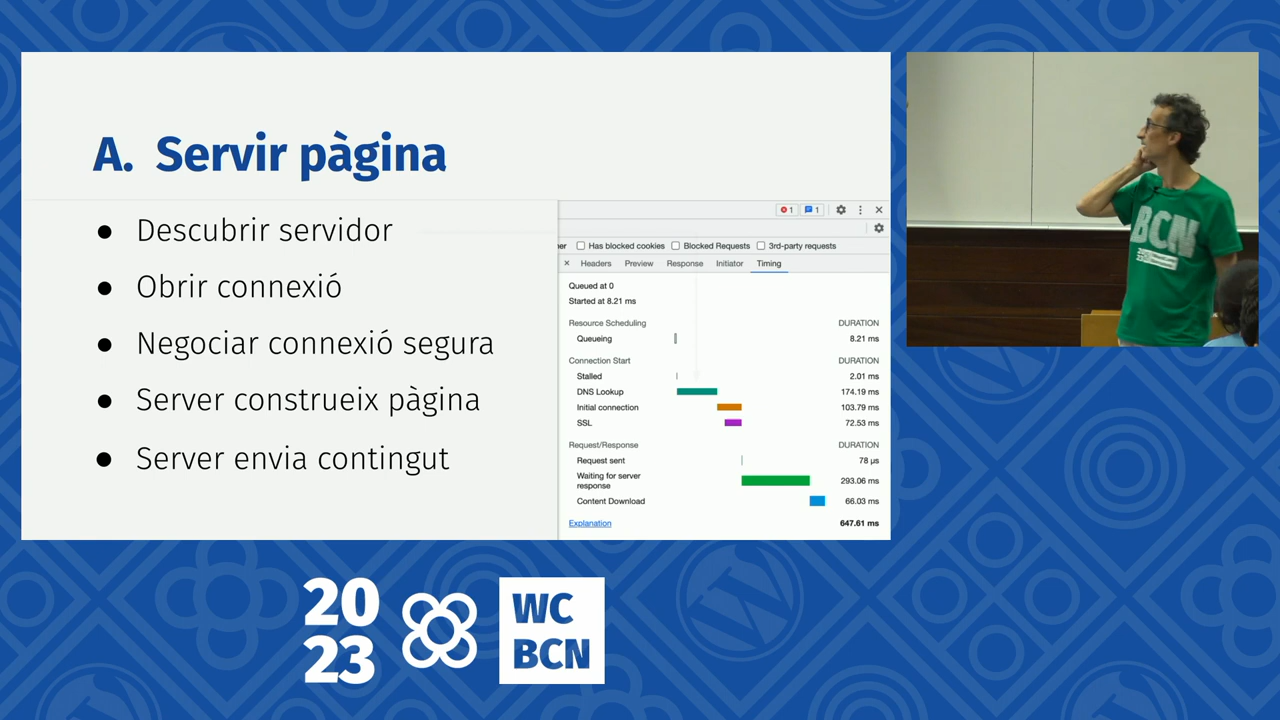 A. Servir pàgina
● Descubrir servidor
● Obrir connexió
● Negociar connexió segura
● Server construeix pàgina
● Server envia contingut
1 1
Has blocked cookies Blocked Requests 3rd-party requests
Headers Preview Response Initiator Timing
Queued at 0
Started at 8.21 ms
Resource Scheduling DURATION
Queueing 8.21 ms
Connection Start DURATION
Stalled 2.01 ms
DNS Lookup 174.19 ms
Initial connection 103.79 ms
SSL 72.53 ms
Request/Response DURATION
Request sent 78 µs
Waiting for server
response 293.06 ms
Content Download 66.03 ms
Explanation 647.61 ms
BCN
20
23
WC
BCN